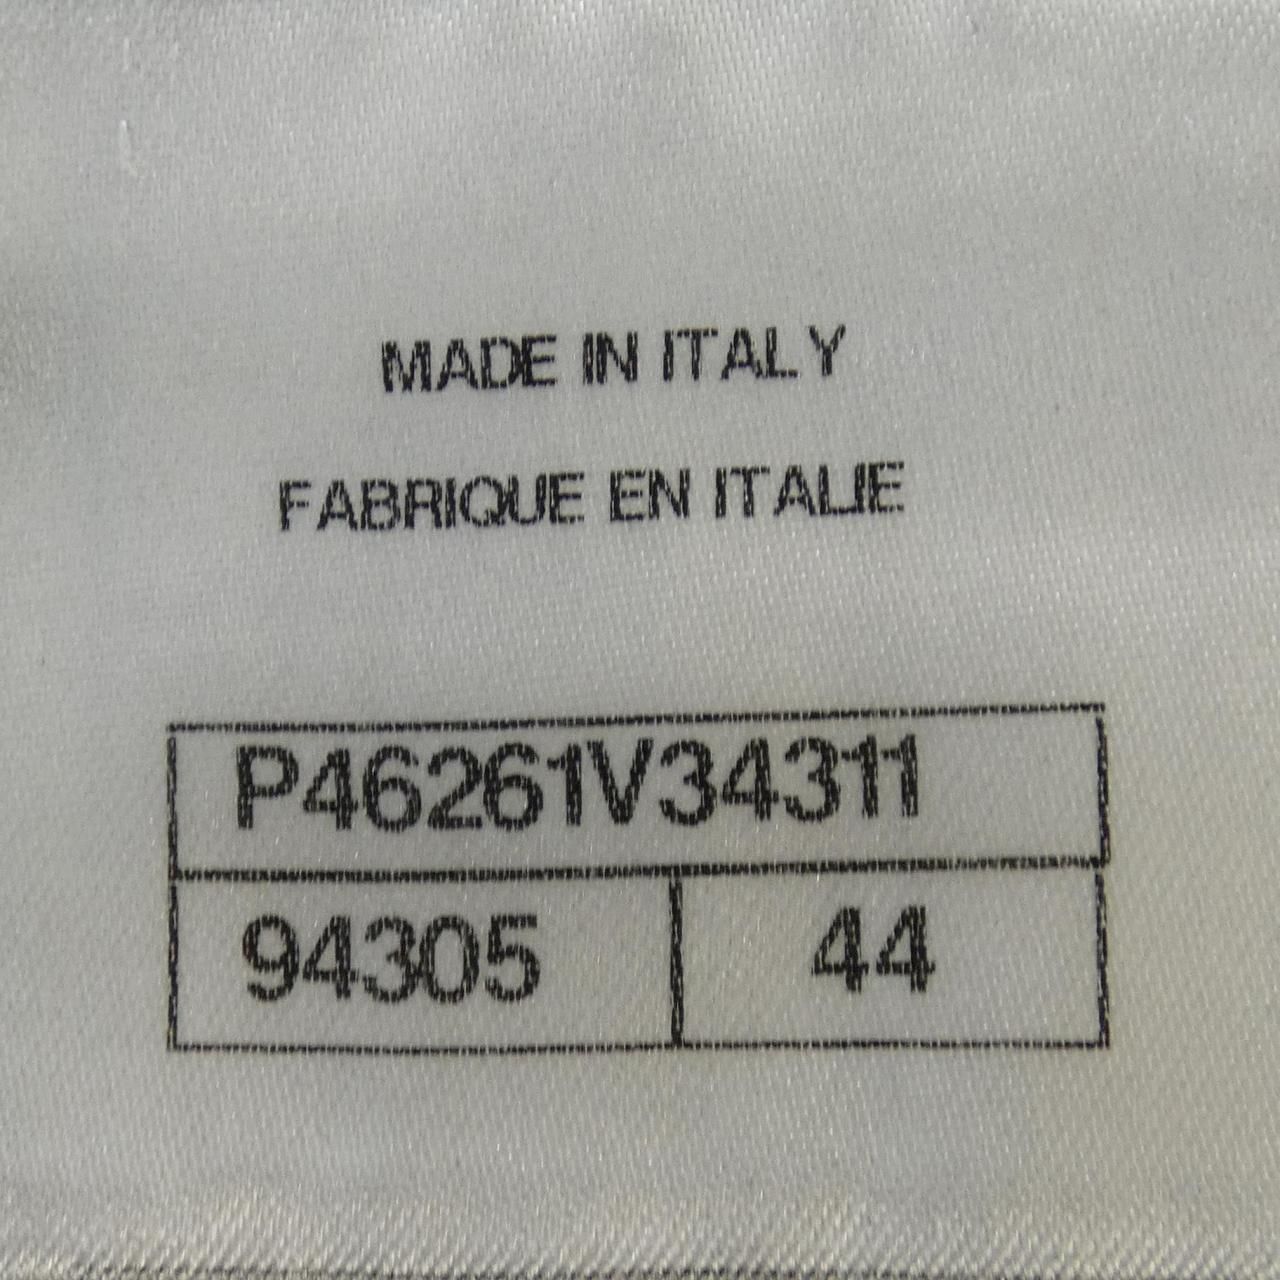 MADE IN ITALY
FABRIQUE EN ITALIE
P46261V34311
94305 44